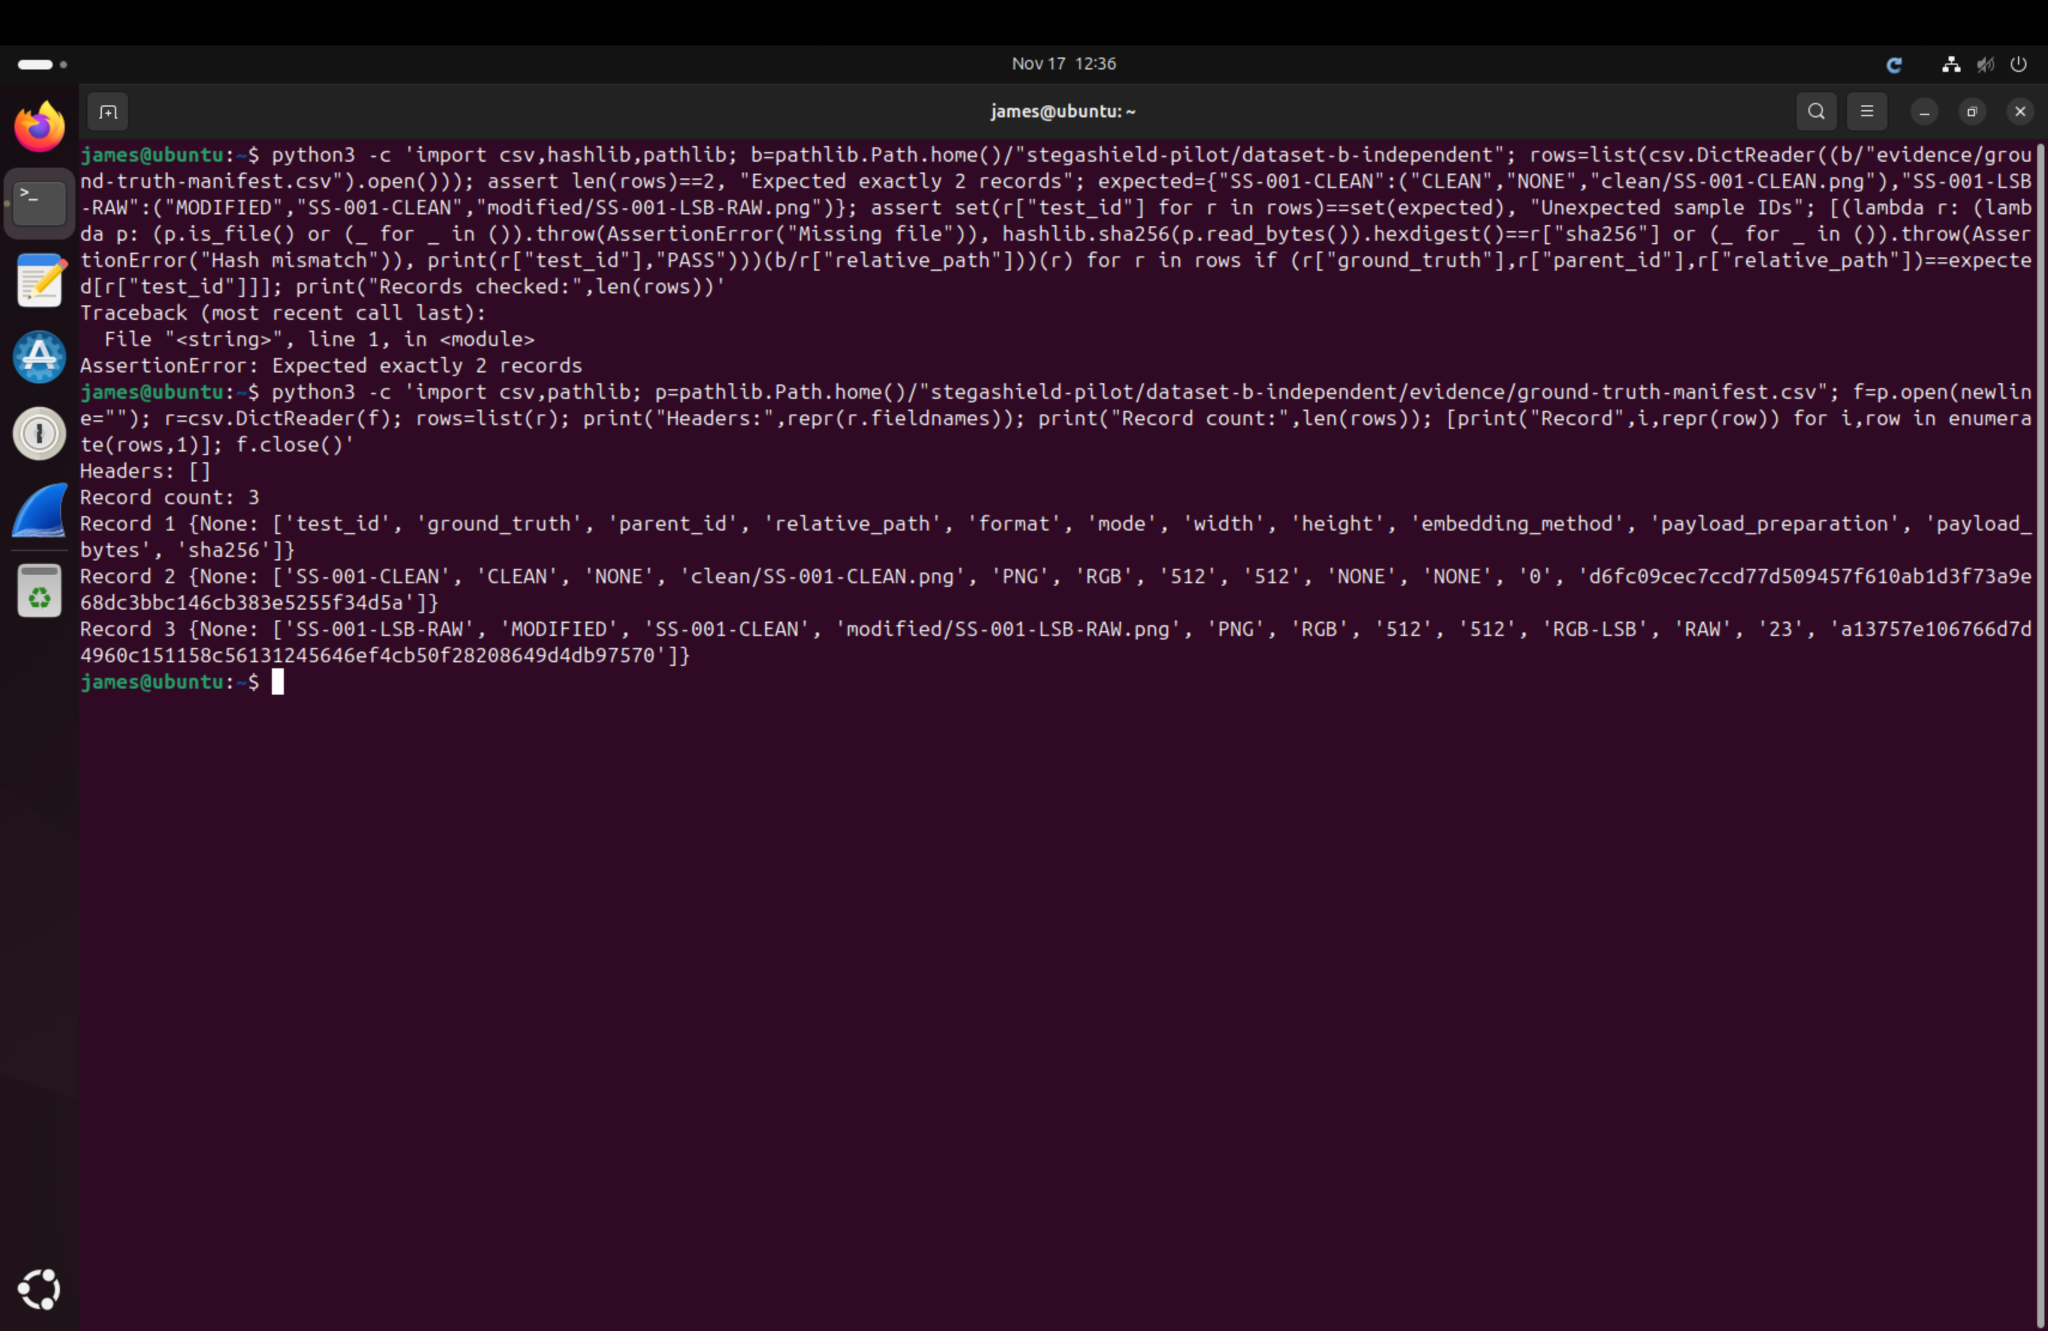 Nov 17 12:36
james@ubuntu: ~
james@ubuntu:~$ python3 -c 'import csv,hashlib,pathlib; b=pathlib.Path.home()/"stegashield-pilot/dataset-b-independent"; rows=list(csv.DictReader((b/"evidence/grou
nd-truth-manifest.csv").open())); assert len(rows)==2, "Expected exactly 2 records"; expected={"SS-001-CLEAN":("CLEAN","NONE","clean/SS-001-CLEAN.png"),"SS-001-LSB
-RAW":("MODIFIED","SS-001-CLEAN","modified/SS-001-LSB-RAW.png")}; assert set(r["test_id"] for r in rows)==set(expected), "Unexpected sample IDs"; [(lambda r: (lamb
da p: (p.is_file() or (_ for _ in ()).throw(AssertionError("Missing file")), hashlib.sha256(p.read_bytes()).hexdigest()==r["sha256"] or (_ for _ in ()).throw(Asser
tionError("Hash mismatch")), print(r["test_id"],"PASS")))(b/r["relative_path"]))(r) for r in rows if (r["ground_truth"],r["parent_id"],r["relative_path"])==expecte
d[r["test_id"]]]; print("Records checked:",len(rows))'
Traceback (most recent call last):
  File "<string>", line 1, in <module>
AssertionError: Expected exactly 2 records
james@ubuntu:~$ python3 -c 'import csv,pathlib; p=pathlib.Path.home()/"stegashield-pilot/dataset-b-independent/evidence/ground-truth-manifest.csv"; f=p.open(newlin
e=""); r=csv.DictReader(f); rows=list(r); print("Headers:",repr(r.fieldnames)); print("Record count:",len(rows)); [print("Record",i,repr(row)) for i,row in enumera
te(rows,1)]; f.close()'
Headers: []
Record count: 3
Record 1 {None: ['test_id', 'ground_truth', 'parent_id', 'relative_path', 'format', 'mode', 'width', 'height', 'embedding_method', 'payload_preparation', 'payload_
bytes', 'sha256']}
Record 2 {None: ['SS-001-CLEAN', 'CLEAN', 'NONE', 'clean/SS-001-CLEAN.png', 'PNG', 'RGB', '512', '512', 'NONE', 'NONE', '0', 'd6fc09cec7ccd77d509457f610ab1d3f73a9e
68dc3bbc146cb383e5255f34d5a']}
Record 3 {None: ['SS-001-LSB-RAW', 'MODIFIED', 'SS-001-CLEAN', 'modified/SS-001-LSB-RAW.png', 'PNG', 'RGB', '512', '512', 'RGB-LSB', 'RAW', '23', 'a13757e106766d7d
4960c151158c56131245646ef4cb50f28208649d4db97570']}
james@ubuntu:~$